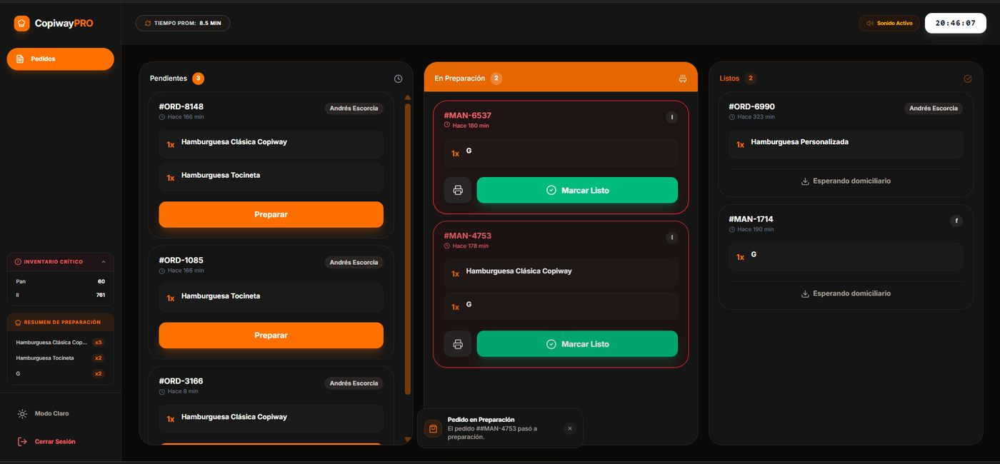 CopiwayPRO
TIEMPO PROM: 8.5 MIN
Sonido Activo
20:46:07
Pedidos
INVENTARIO CRÍTICO
Pan 60
ll 761
RESUMEN DE PREPARACIÓN
Hamburguesa Clásica Cop... x3
Hamburguesa Tocineta x2
G x2
Modo Claro
Cerrar Sesión
Pendientes 3
#ORD-8148
Andrés Escorcia
Hace 166 min
1x Hamburguesa Clásica Copiway
1x Hamburguesa Tocineta
Preparar
#ORD-1085
Andrés Escorcia
Hace 166 min
1x Hamburguesa Tocineta
Preparar
#ORD-3166
Andrés Escorcia
Hace 8 min
1x Hamburguesa Clásica Copiway
En Preparación 2
#MAN-6537
l
Hace 180 min
1x G
Marcar Listo
#MAN-4753
l
Hace 178 min
1x Hamburguesa Clásica Copiway
1x G
Marcar Listo
Pedido en Preparación
El pedido ##MAN-4753 pasó a
preparación.
Listos 2
#ORD-6990
Andrés Escorcia
Hace 323 min
1x Hamburguesa Personalizada
Esperando domiciliario
#MAN-1714
f
Hace 190 min
1x G
Esperando domiciliario